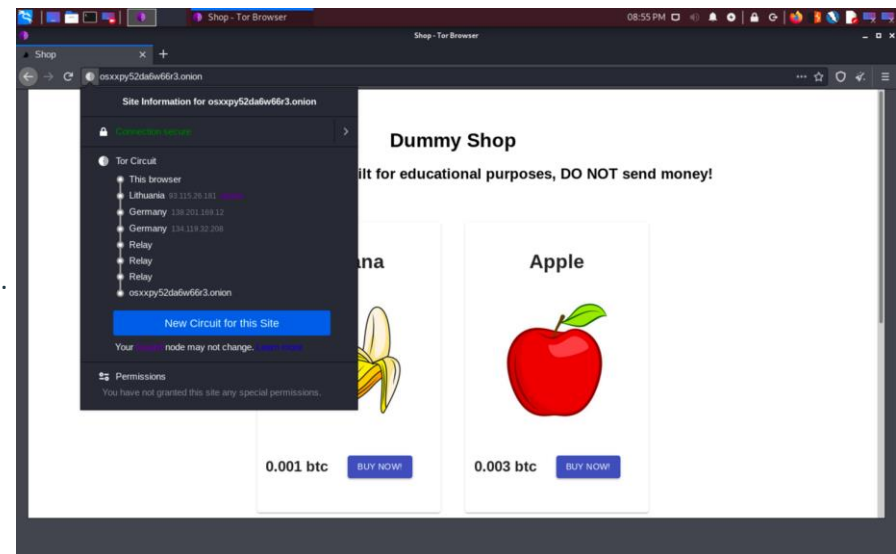 Shop - Tor Browser
08:55 PM
Shop - Tor Browser
Shop
osxxpy52da6w66r3.onion
Site Information for osxxpy52da6w66r3.onion
Connection secure
Tor Circuit
This browser
Lithuania 93.115.26.181
Germany 138.201.169.12
Germany 134.119.32.208
Relay
Relay
Relay
osxxpy52da6w66r3.onion
New Circuit for this Site
Your node may not change.
Permissions
You have not granted this site any special permissions.
Dummy Shop
ilt for educational purposes, DO NOT send money!
ana
Apple
0.001 btc
BUY NOW!
0.003 btc
BUY NOW!